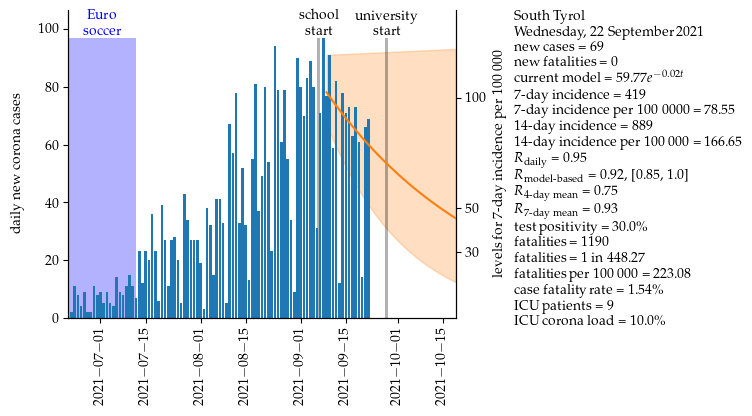 Euro
soccer
school
start
university
start
daily new corona cases
100
80
60
40
20
0
2021−07−01
2021−07−15
2021−08−01
2021−08−15
2021−09−01
2021−09−15
2021−10−01
2021−10−15
100
50
30
levels for 7-day incidence per 100 000
South Tyrol
Wednesday, 22 September 2021
new cases = 69
new fatalities = 0
current model = 59.77e^−0.02t
7-day incidence = 419
7-day incidence per 100 0000 = 78.55
14-day incidence = 889
14-day incidence per 100 000 = 166.65
R_daily = 0.95
R_model-based = 0.92, [0.85, 1.0]
R_4-day mean = 0.75
R_7-day mean = 0.93
test positivity = 30.0%
fatalities = 1190
fatalities = 1 in 448.27
fatalities per 100 000 = 223.08
case fatality rate = 1.54%
ICU patients = 9
ICU corona load = 10.0%